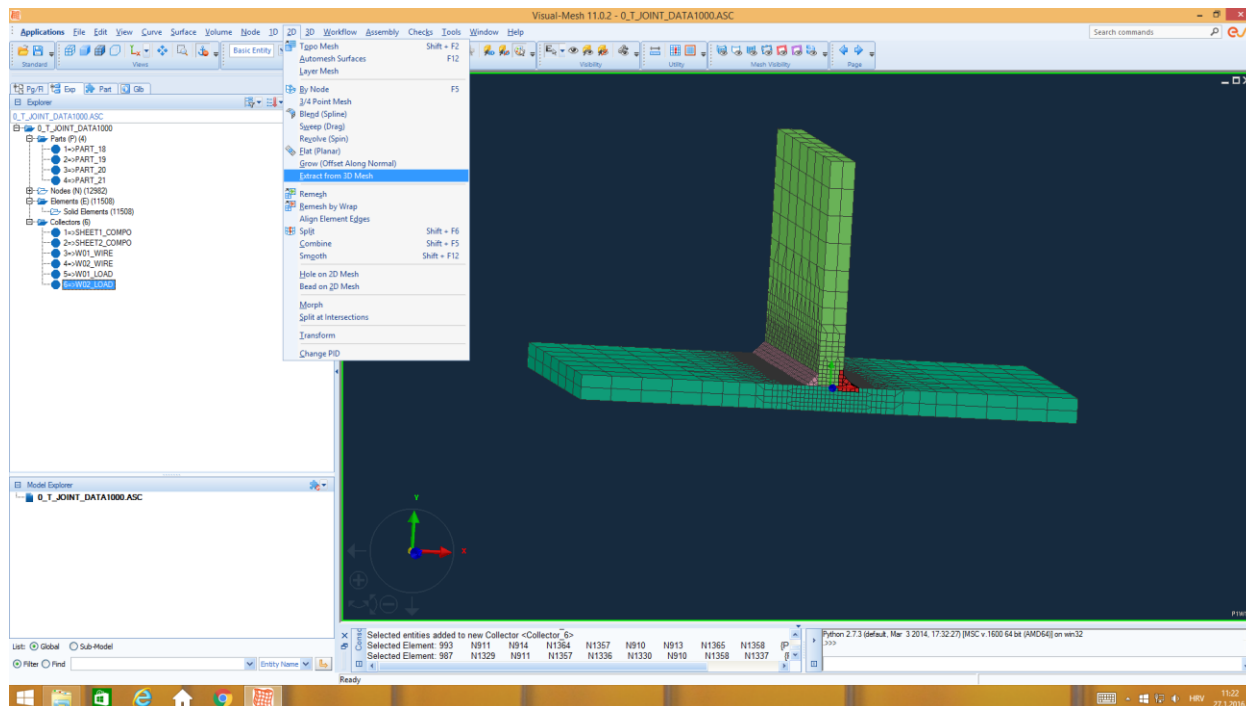 Visual-Mesh 11.0.2 - 0_T_JOINT_DATA1000.ASC
Applications File Edit View Curve Surface Volume Node 1D 2D 3D Workflow Assembly Checks Tools Window Help
Search commands
Basic Entity
Standard Views Visibility Utility Mesh Visibility Page
Topo Mesh Shift + F2
Automesh Surfaces F12
Layer Mesh
By Node F5
3/4 Point Mesh
Blend (Spline)
Sweep (Drag)
Revolve (Spin)
Flat (Planar)
Grow (Offset Along Normal)
Extract from 3D Mesh
Remesh
Remesh by Wrap
Align Element Edges
Split Shift + F6
Combine Shift + F5
Smooth Shift + F12
Hole on 2D Mesh
Bead on 2D Mesh
Morph
Split at Intersections
Transform
Change PID
Pg/Fl Exp Part Glb
Explorer
0_T_JOINT_DATA1000.ASC
0_T_JOINT_DATA1000
Parts (P) (4)
1=>PART_18
2=>PART_19
3=>PART_20
4=>PART_21
Nodes (N) (12982)
Elements (E) (11508)
Solid Elements (11508)
Collectors (6)
1=>SHEET1_COMPO
2=>SHEET2_COMPO
3=>W01_WIRE
4=>W02_WIRE
5=>W01_LOAD
6=>W02_LOAD
Model Explorer
0_T_JOINT_DATA1000.ASC
Y
X
List: Global Sub-Model
Filter Find Entity Name
Selected entities added to new Collector <Collector_6>
Selected Element: 993 N911 N914 N1364 N1357 N910 N913 N1365 N1358
Selected Element: 987 N1329 N911 N1357 N1336 N1330 N910 N1358 N1337
Python 2.7.3 (default, Mar 3 2014, 17:32:27) [MSC v.1600 64 bit (AMD64)] on win32
>>>
Ready
HRV 11:22
27.1.2016.